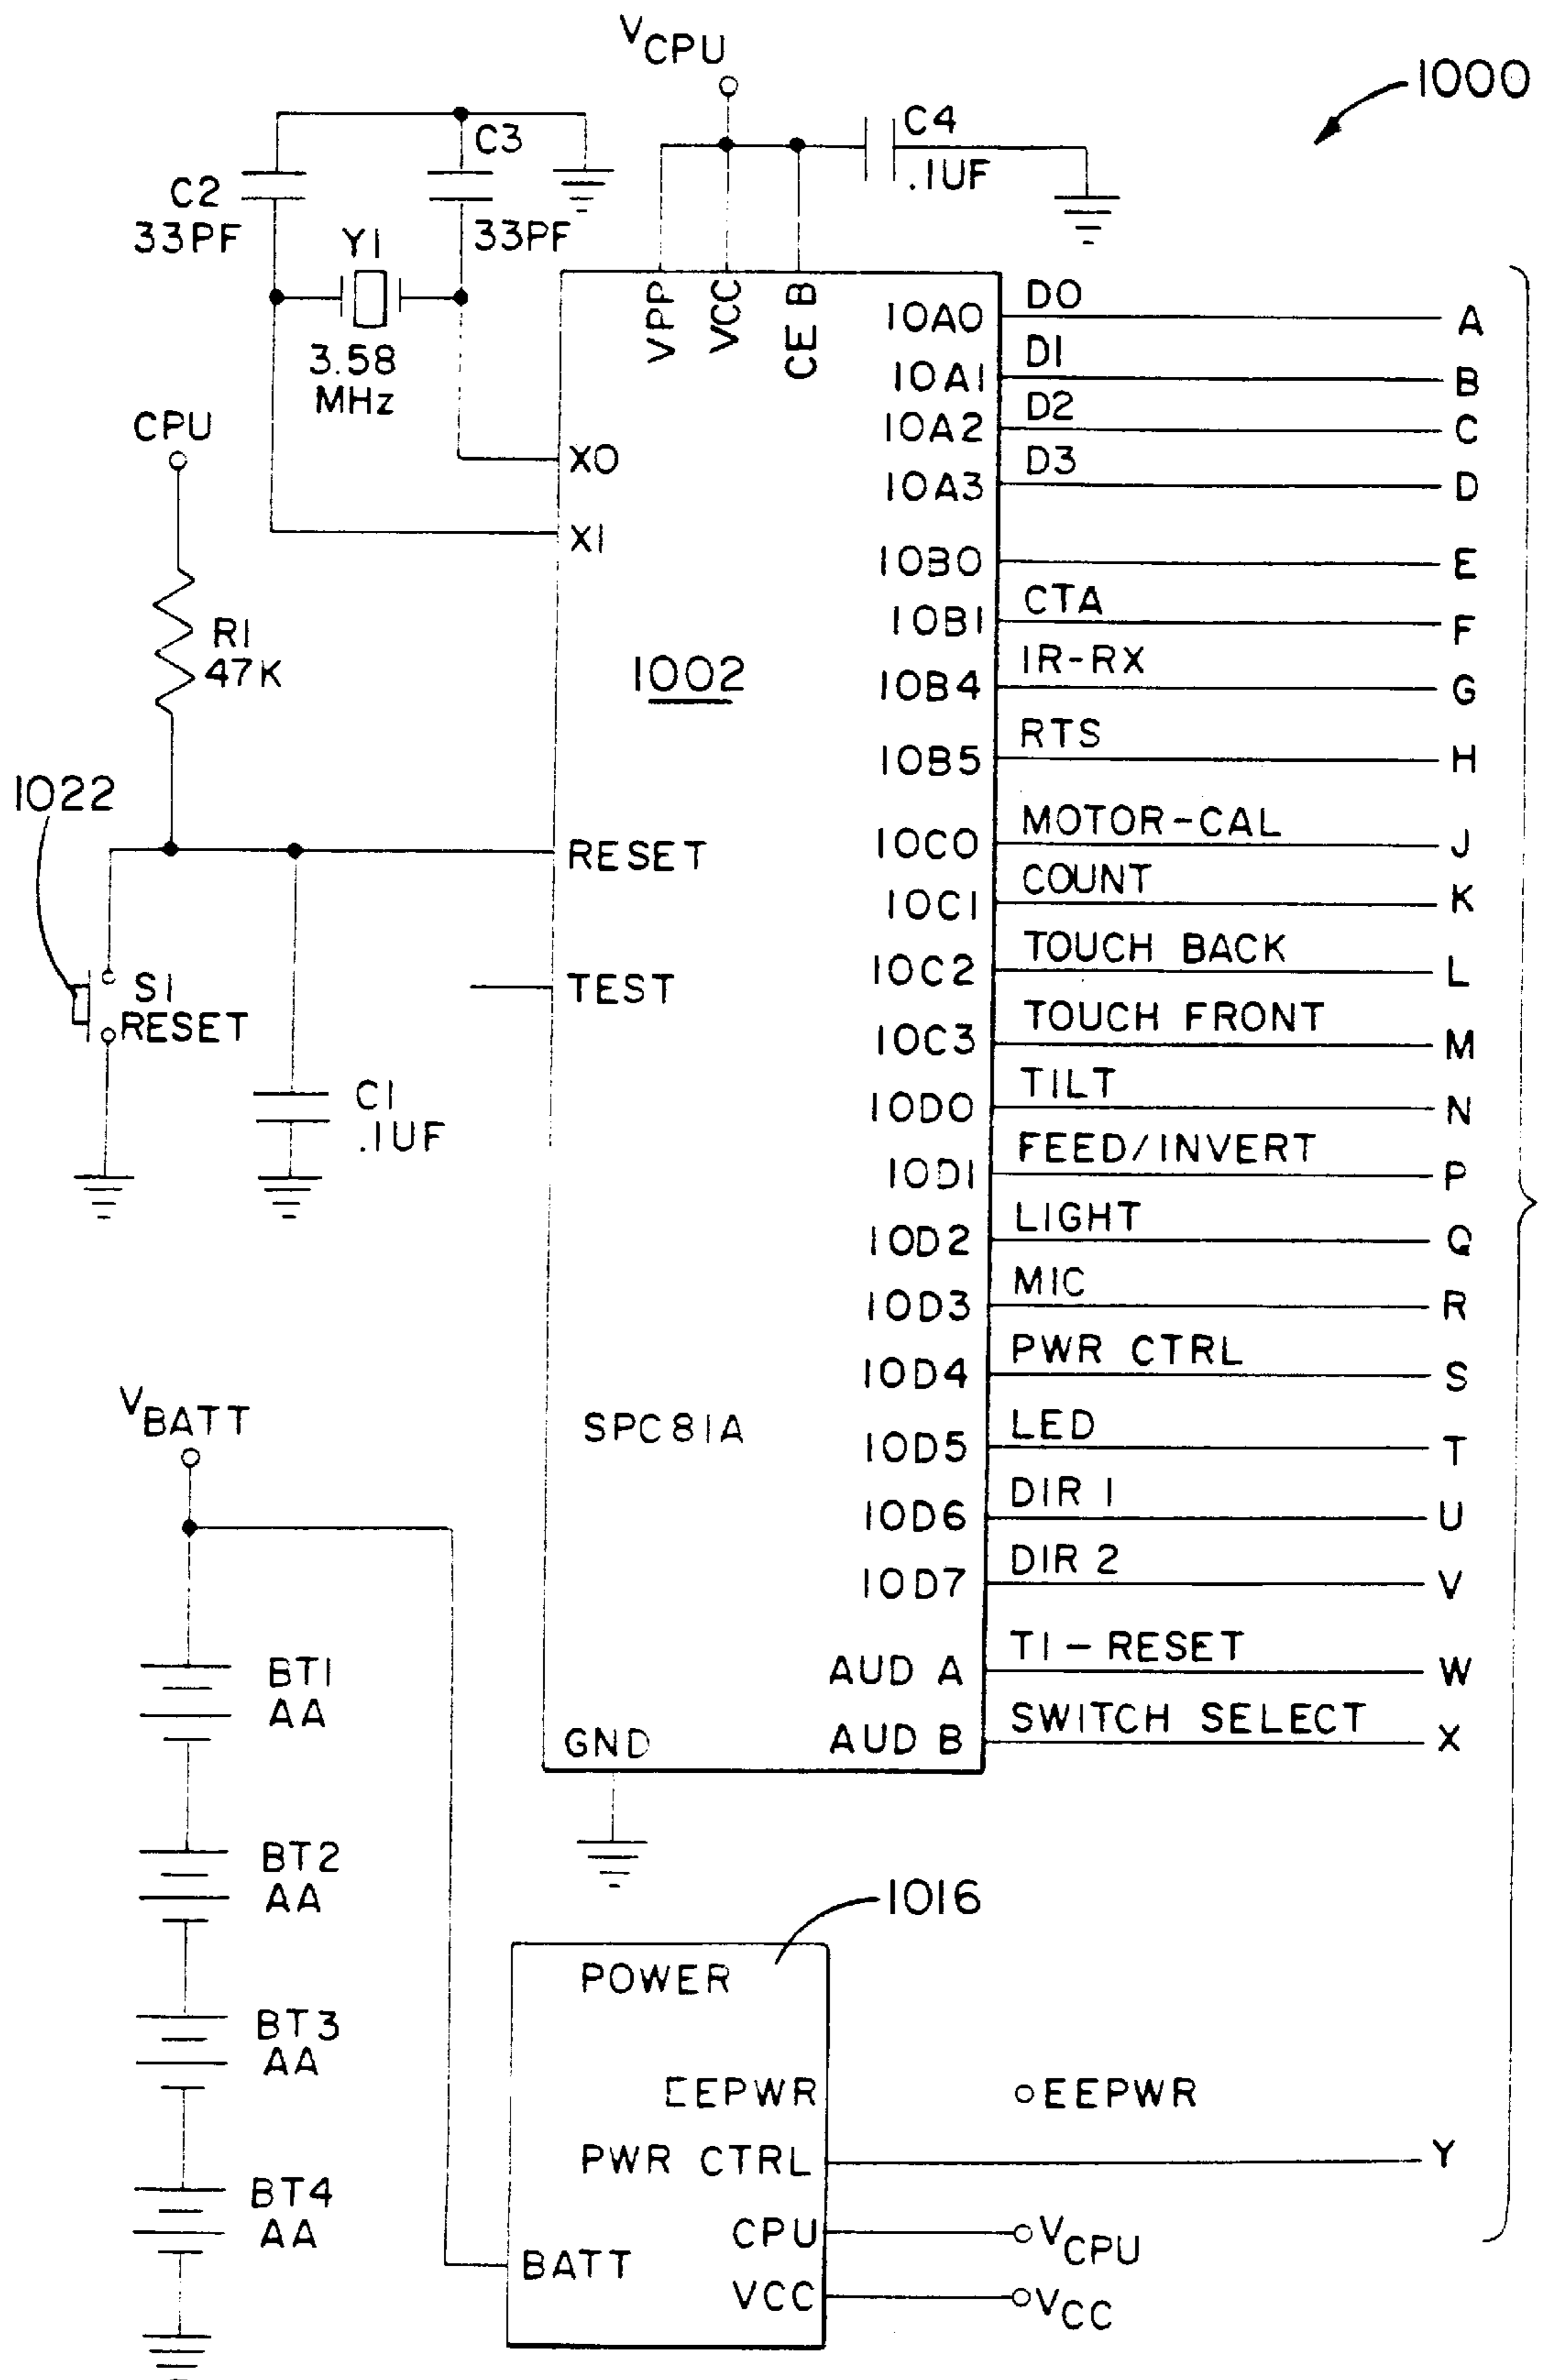 VCPU
1000
C3
C4
.1UF
C2
33PF
33PF
Y1
3.58
MHz
VPP
VCC
CE B
CPU
X0
X1
R1
47K
1002
1022
RESET
TEST
S1
RESET
C1
.1UF
SPC81A
GND
IOA0 D0 A
IOA1 D1 B
IOA2 D2 C
IOA3 D3 D
IOB0 E
IOB1 CTA F
IOB4 IR-RX G
IOB5 RTS H
IOC0 MOTOR-CAL J
IOC1 COUNT K
IOC2 TOUCH BACK L
IOC3 TOUCH FRONT M
IOD0 TILT N
IOD1 FEED/INVERT P
IOD2 LIGHT Q
IOD3 MIC R
IOD4 PWR CTRL S
IOD5 LED T
IOD6 DIR 1 U
IOD7 DIR 2 V
AUD A TI-RESET W
AUD B SWITCH SELECT X
VBATT
BT1
AA
BT2
AA
BT3
AA
BT4
AA
1016
POWER
EEPWR EEPWR
PWR CTRL Y
CPU VCPU
BATT
VCC VCC